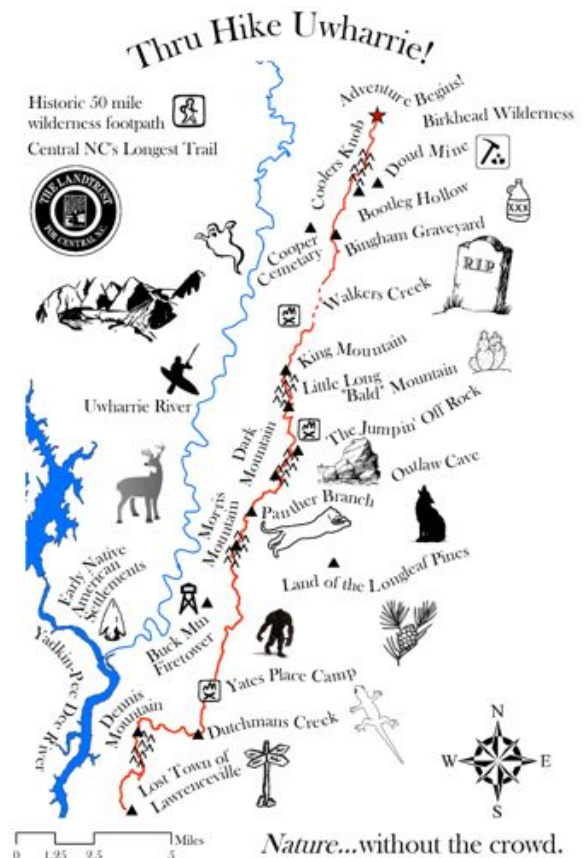 Thru Hike Uwharrie!
Historic 50 mile
wilderness footpath
Central NC's Longest Trail
THE LANDTRUST
FOR CENTRAL N.C.
Adventure Begins!
Birkhead Wilderness
Coolers Knob
Doud Mine
Bootleg Hollow
XXX
Cooper
Cemetary
Bingham Graveyard
R.I.P
Walkers Creek
King Mountain
Little Long
"Bald" Mountain
Uwharrie River
The Jumpin' Off Rock
Dark
Mountain
Outlaw Cave
Panther Branch
Morris
Mountain
Land of the Longleaf Pines
Early Native
American
Settlements
Buck Mtn
Firetower
Yadkin-Pee Dee River
Yates Place Camp
Dennis
Mountain
Dutchmans Creek
Lost Town of
Lawrenceville
N
W
E
S
0 1.25 2.5 5 Miles
Nature...without the crowd.